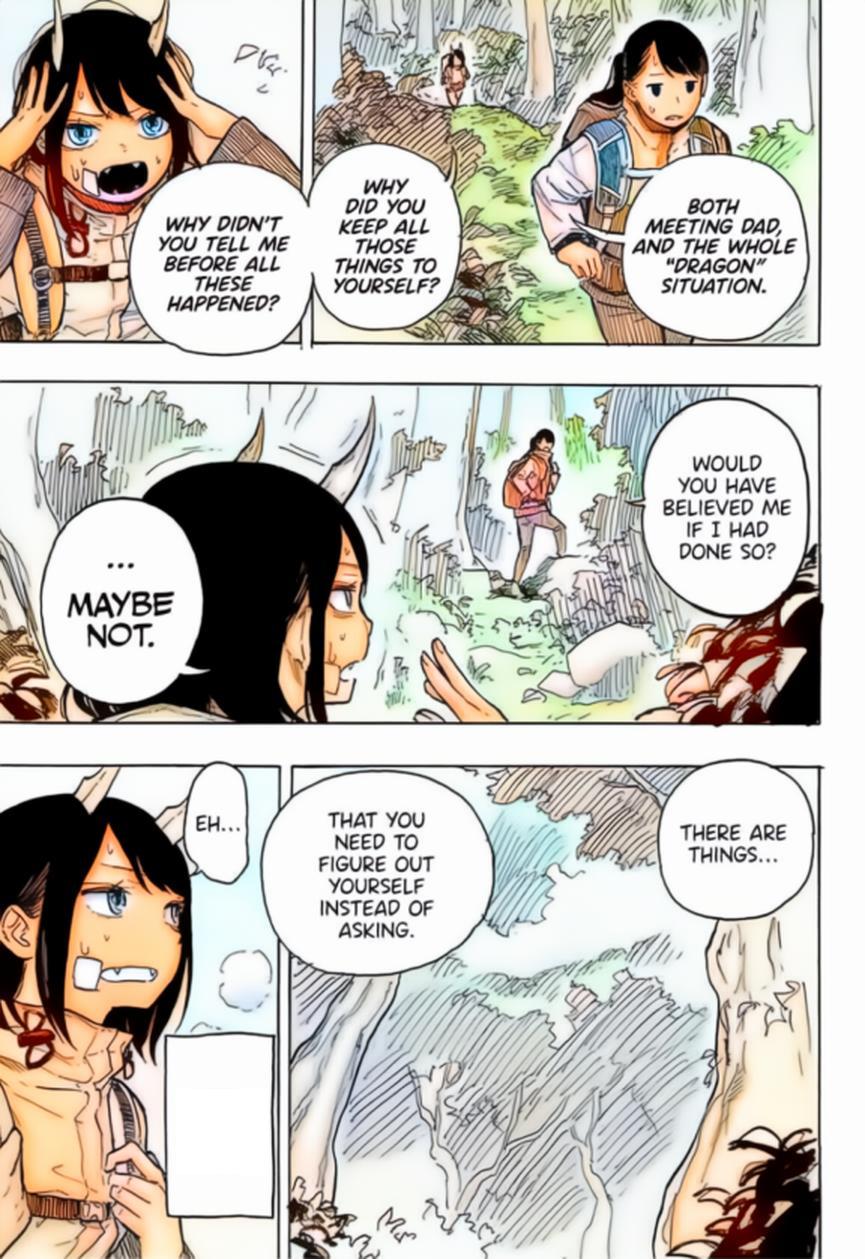 BOTH
MEETING DAD,
AND THE WHOLE
"DRAGON"
SITUATION.
WHY
DID YOU
KEEP ALL
THOSE
THINGS TO
YOURSELF?
WHY DIDN'T
YOU TELL ME
BEFORE ALL
THESE
HAPPENED?
WOULD
YOU HAVE
BELIEVED ME
IF I HAD
DONE SO?
...
MAYBE
NOT.
THERE ARE
THINGS...
THAT YOU
NEED TO
FIGURE OUT
YOURSELF
INSTEAD OF
ASKING.
EH...